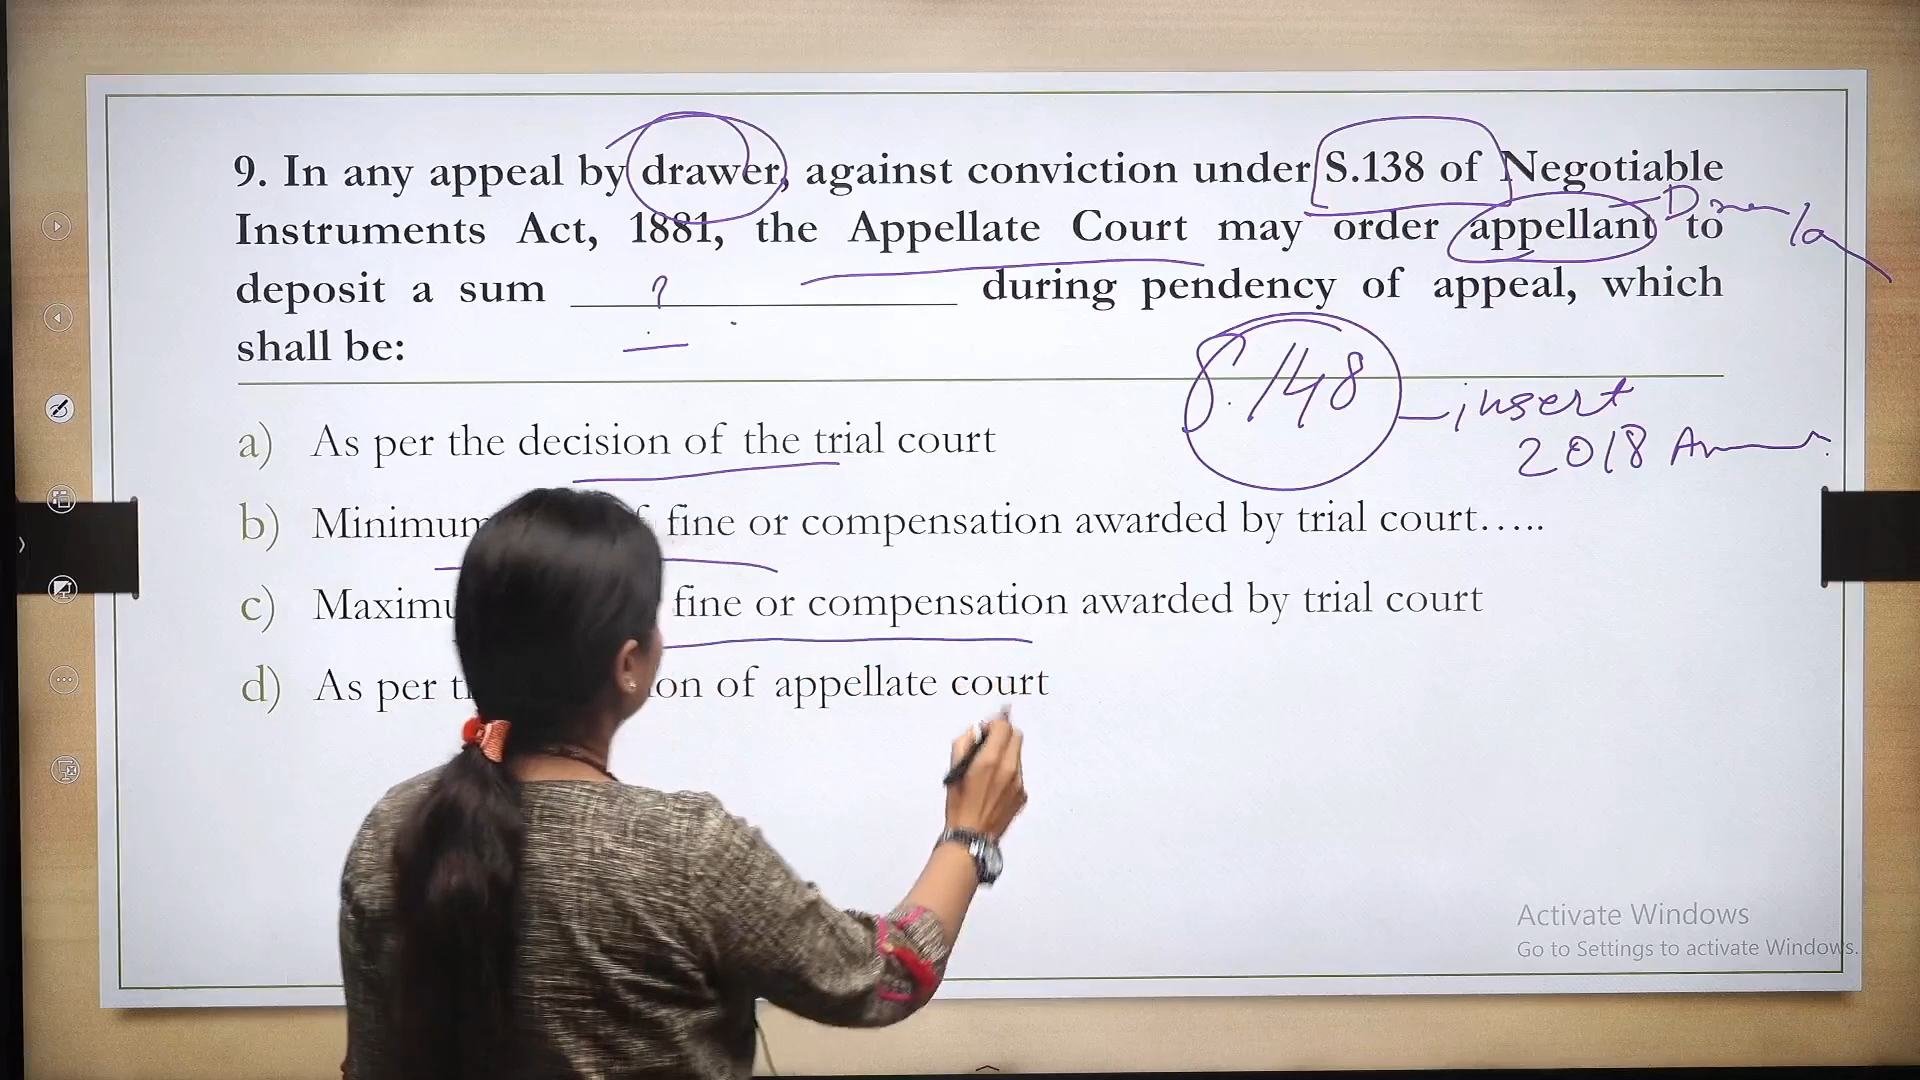 9. In any appeal by drawer, against conviction under S.138 of Negotiable
Instruments Act, 1881, the Appellate Court may order appellant to
deposit a sum ? during pendency of appeal, which
shall be:
S.148
insert
2018 Am
a) As per the decision of the trial court
b) Minimum fine or compensation awarded by trial court.....
c) Maximu fine or compensation awarded by trial court
d) As per t on of appellate court
Activate Windows
Go to Settings to activate Windows.